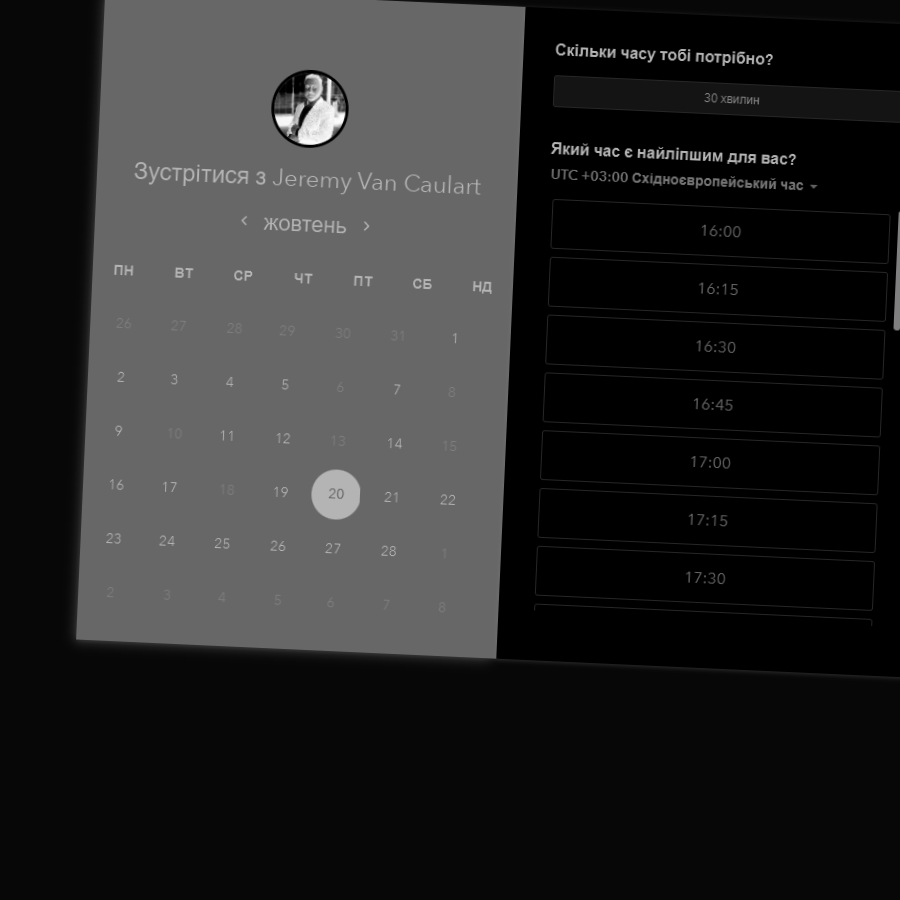 Зустрітися з Jeremy Van Caulart
жовтень
ПН ВТ СР ЧТ ПТ СБ НД
26 27 28 29 30 31 1
2 3 4 5 6 7 8
9 10 11 12 13 14 15
16 17 18 19 20 21 22
23 24 25 26 27 28 1
2 3 4 5 6 7 8
Скільки часу тобі потрібно?
30 хвилин
Який час є найліпшим для вас?
UTC +03:00 Східноєвропейський час
16:00
16:15
16:30
16:45
17:00
17:15
17:30